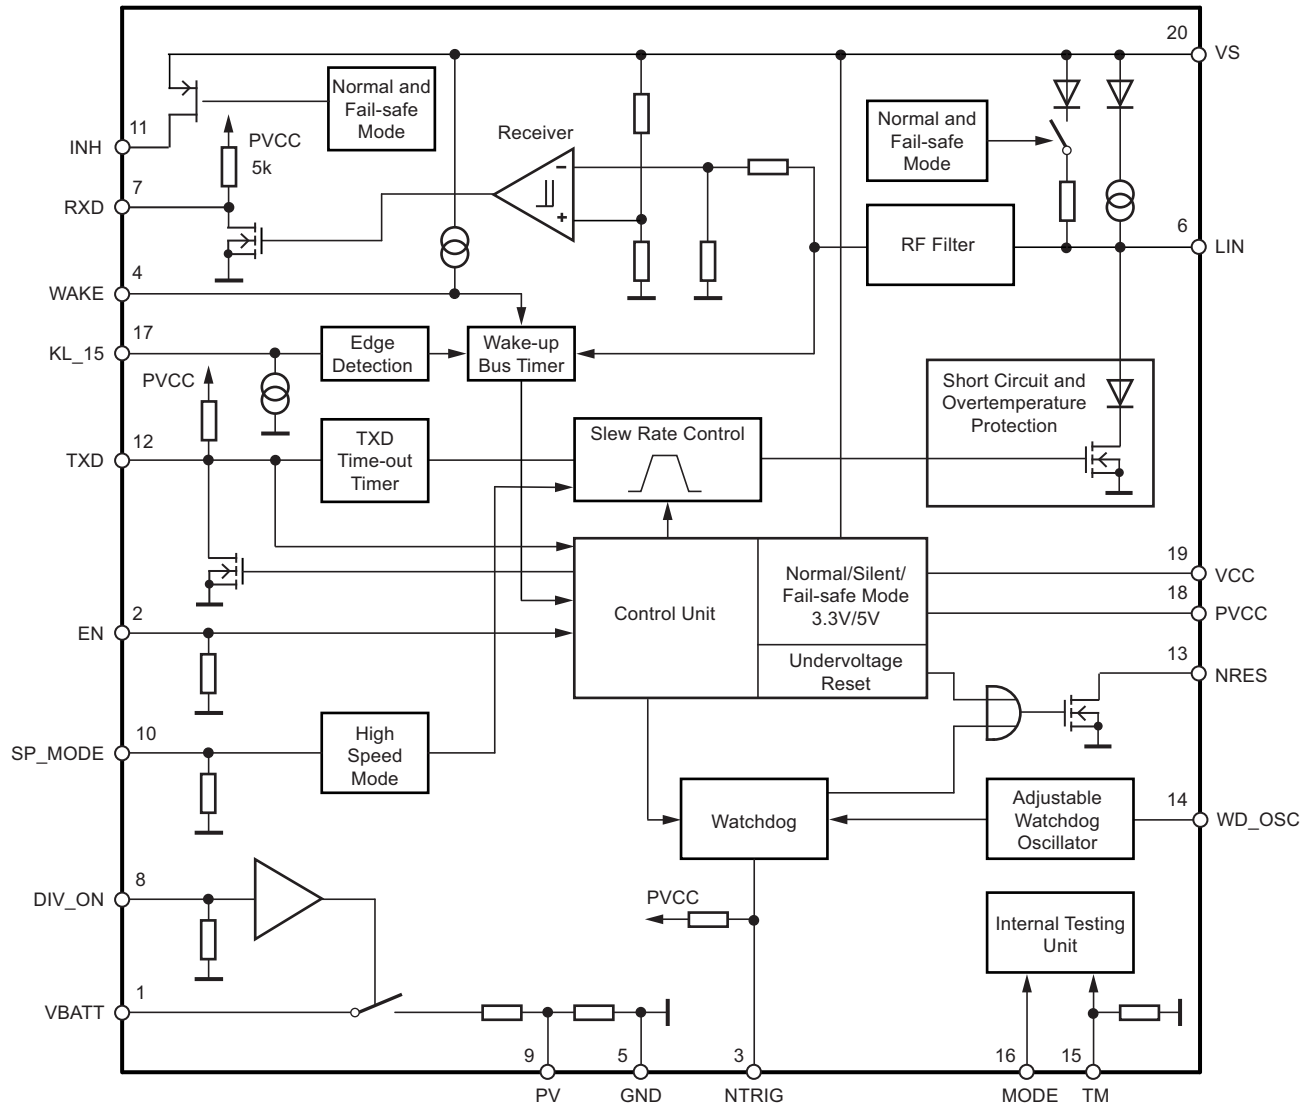 20
VS
Normal and
Fail-safe
Mode
11
INH
PVCC
5k
Receiver
Normal and
Fail-safe
Mode
7
RXD
−
+
RF Filter
6
LIN
4
WAKE
17
KL_15
Edge
Detection
Wake-up
Bus Timer
PVCC
Short Circuit and
Overtemperature
Protection
12
TXD
TXD
Time-out
Timer
Slew Rate Control
19
VCC
Normal/Silent/
Fail-safe Mode
3.3V/5V
Control Unit
18
PVCC
2
EN
Undervoltage
Reset
13
NRES
10
SP_MODE
High
Speed
Mode
Watchdog
Adjustable
Watchdog
Oscillator
14
WD_OSC
8
DIV_ON
PVCC
Internal Testing
Unit
1
VBATT
9
PV
5
GND
3
NTRIG
16
MODE
15
TM